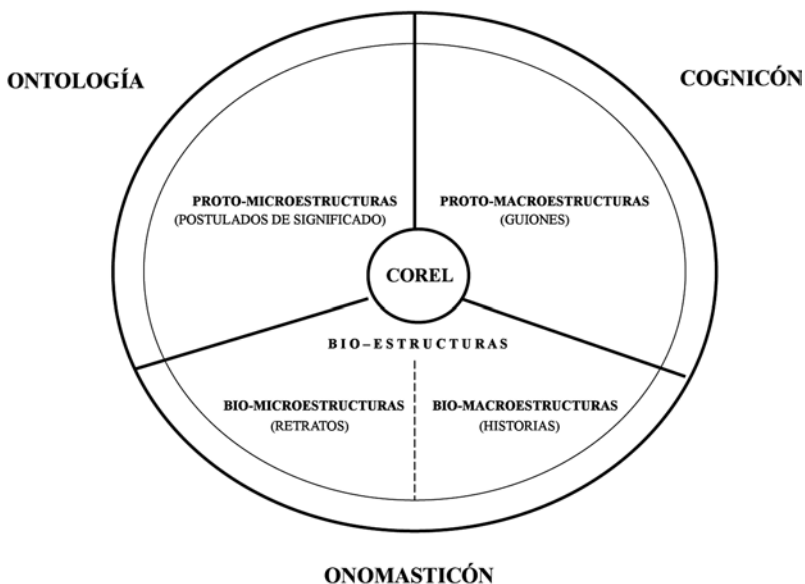 ONTOLOGÍA
COGNICÓN
PROTO-MICROESTRUCTURAS
(POSTULADOS DE SIGNIFICADO)
PROTO-MACROESTRUCTURAS
(GUIONES)
COREL
BIO–ESTRUCTURAS
BIO-MICROESTRUCTURAS
(RETRATOS)
BIO-MACROESTRUCTURAS
(HISTORIAS)
ONOMASTICÓN